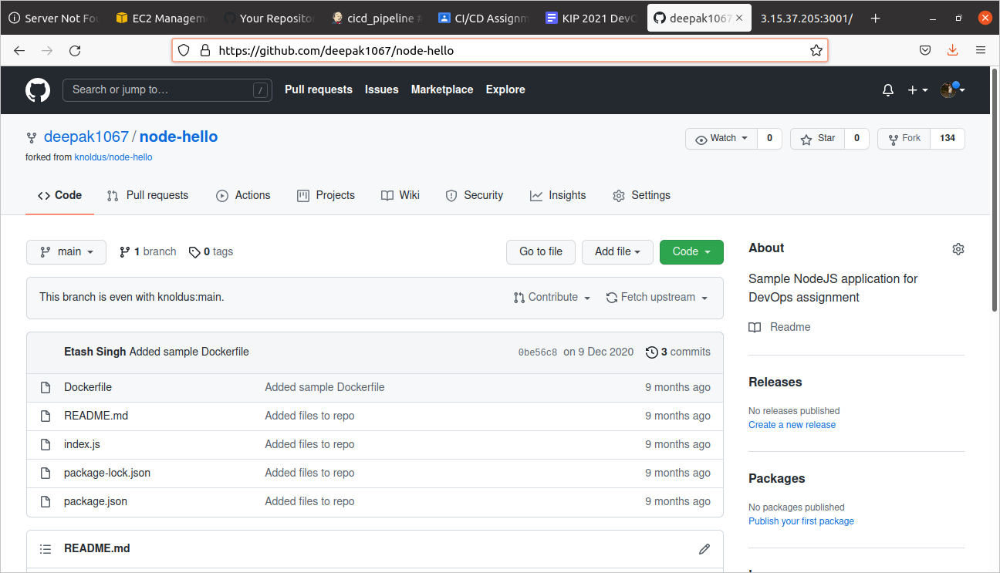 Server Not Fou
EC2 Managem
Your Reposito
cicd_pipeline #
CI/CD Assignm
KIP 2021 DevO
deepak1067
3.15.37.205:3001/
https://github.com/deepak1067/node-hello
Search or jump to…
/
Pull requests
Issues
Marketplace
Explore
deepak1067 / node-hello
forked from knoldus/node-hello
Watch
0
Star
0
Fork
134
Code
Pull requests
Actions
Projects
Wiki
Security
Insights
Settings
main
1 branch
0 tags
Go to file
Add file
Code
This branch is even with knoldus:main.
Contribute
Fetch upstream
Etash Singh Added sample Dockerfile
0be56c8 on 9 Dec 2020
3 commits
Dockerfile
Added sample Dockerfile
9 months ago
README.md
Added files to repo
9 months ago
index.js
Added files to repo
9 months ago
package-lock.json
Added files to repo
9 months ago
package.json
Added files to repo
9 months ago
README.md
About
Sample NodeJS application for
DevOps assignment
Readme
Releases
No releases published
Create a new release
Packages
No packages published
Publish your first package